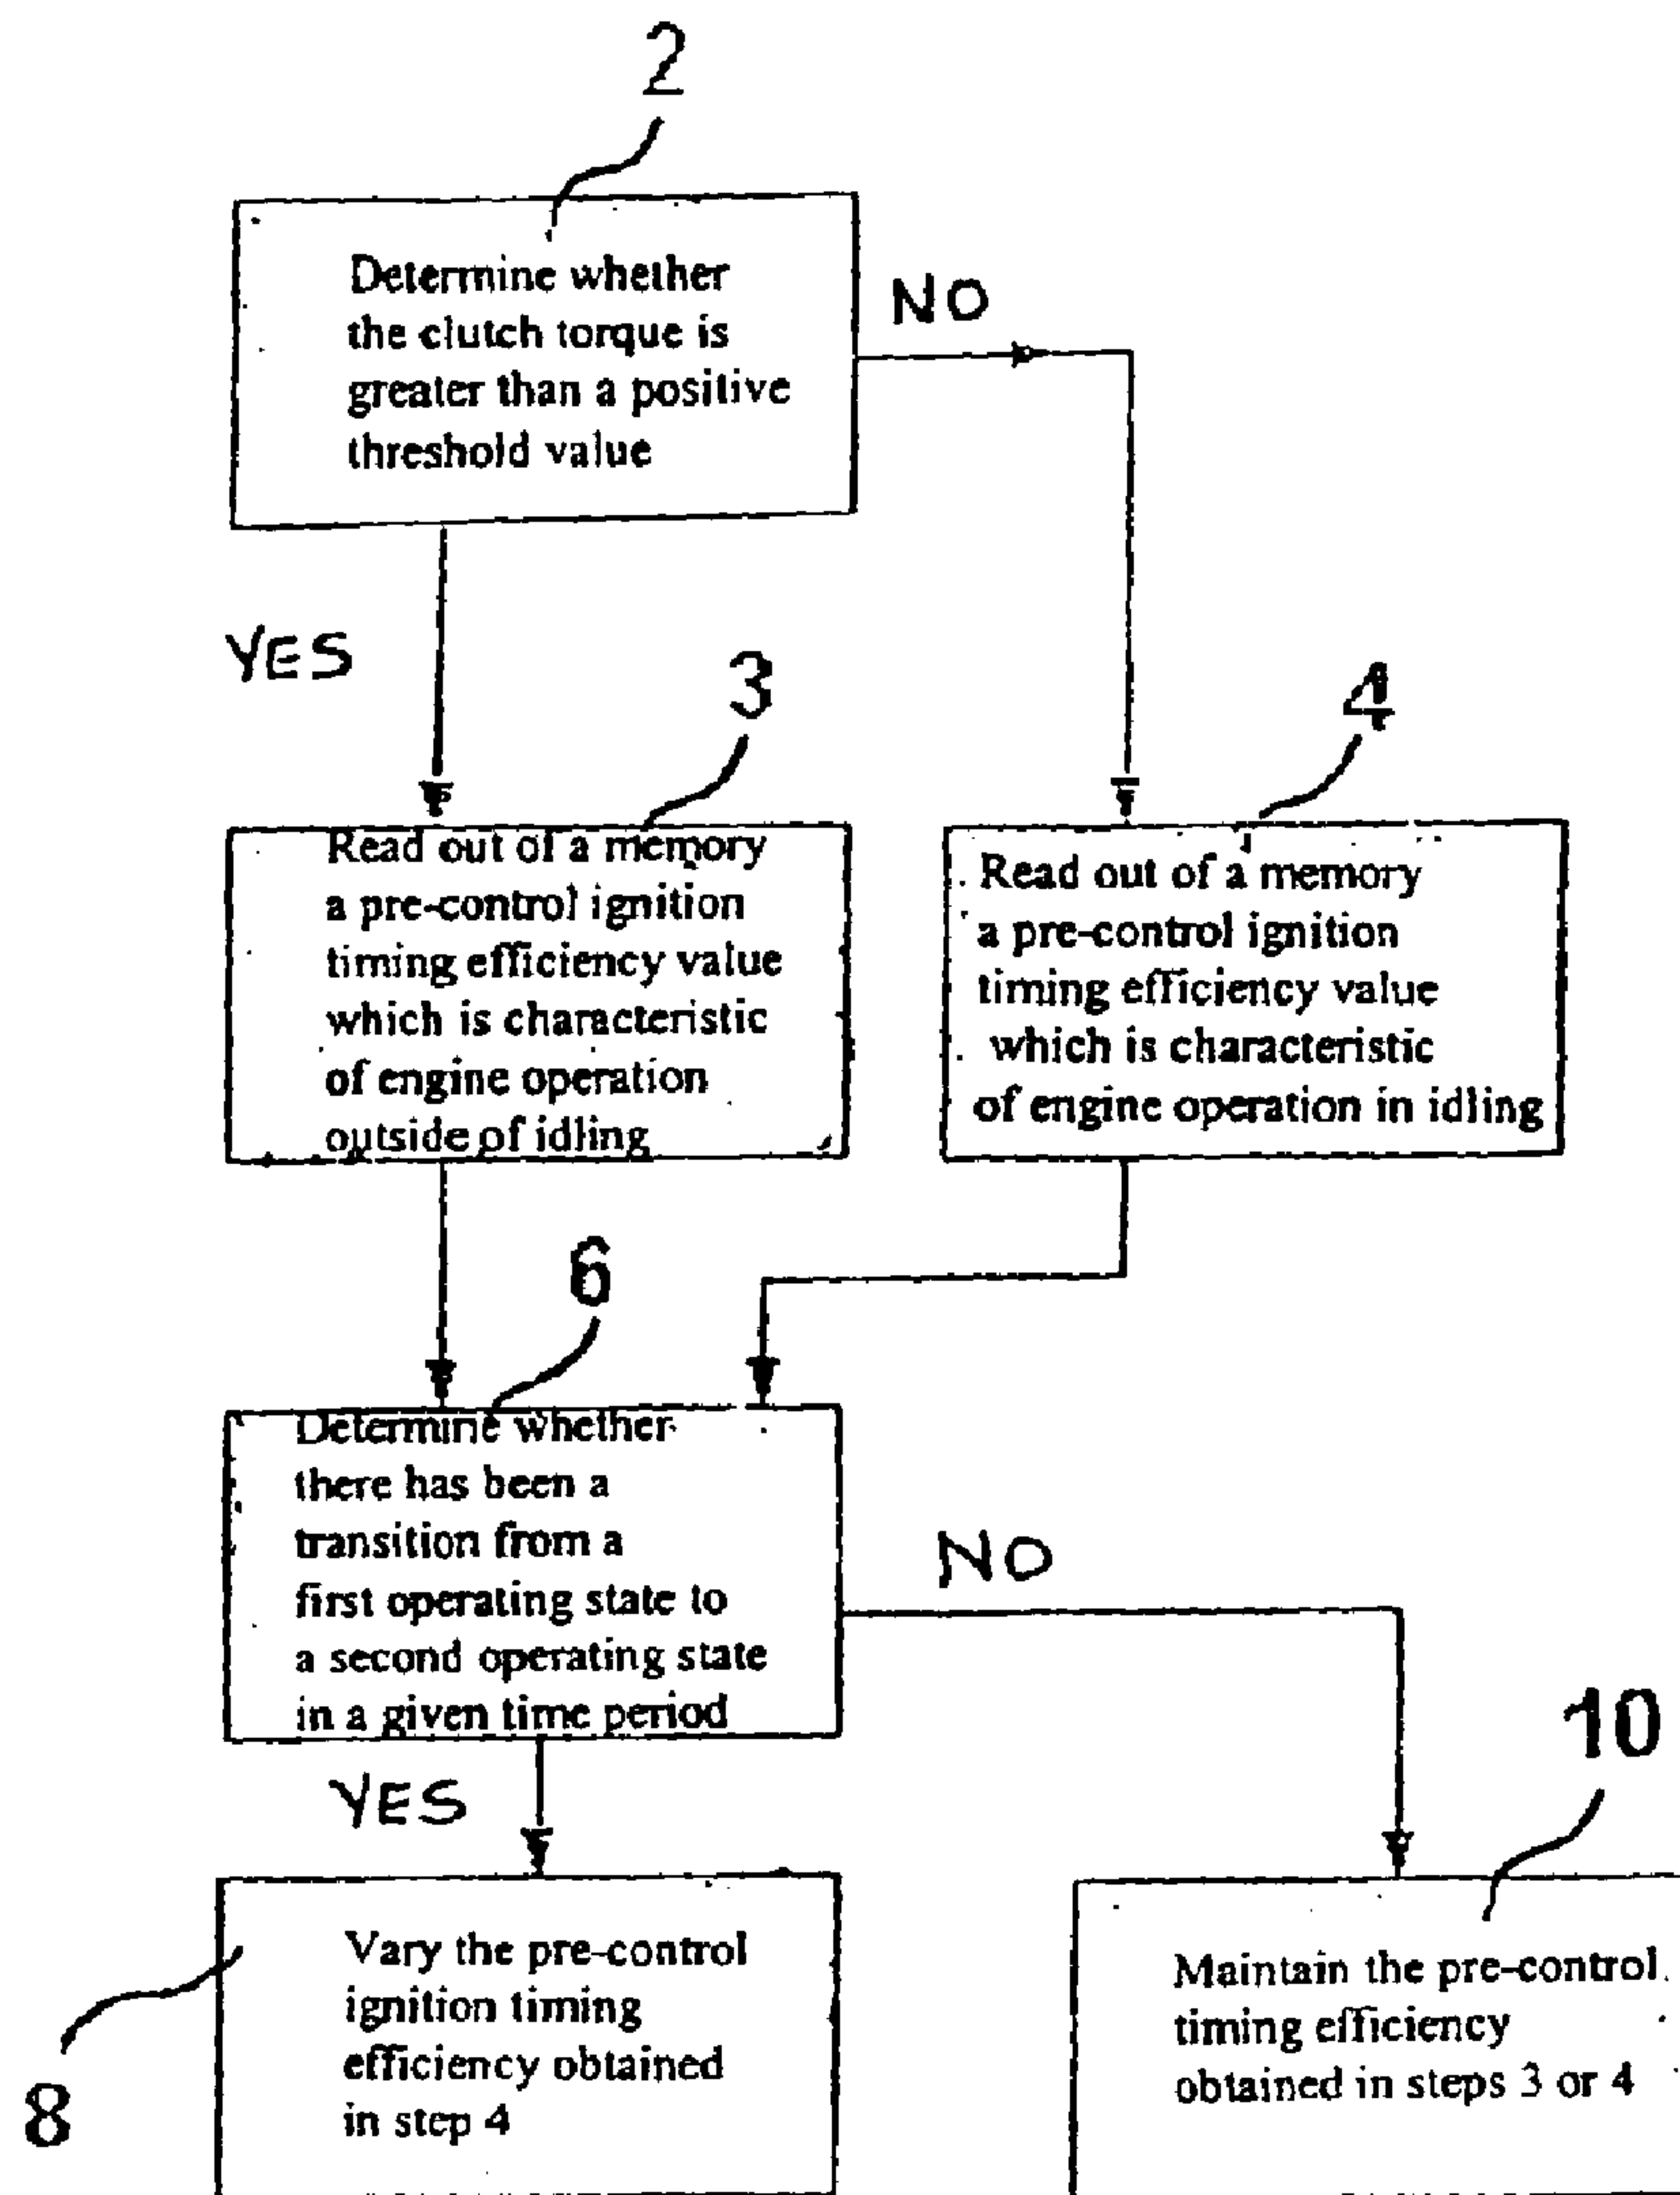 2
Determine whether
the clutch torque is
greater than a positive
threshold value
NO
YES
3
4
Read out of a memory
a pre-control ignition
timing efficiency value
which is characteristic
of engine operation
outside of idling
Read out of a memory
a pre-control ignition
timing efficiency value
which is characteristic
of engine operation in idling
6
Determine whether
there has been a
transition from a
first operating state to
a second operating state
in a given time period
NO
YES
10
Vary the pre-control
ignition timing
efficiency obtained
in step 4
8
Maintain the pre-control
timing efficiency
obtained in steps 3 or 4